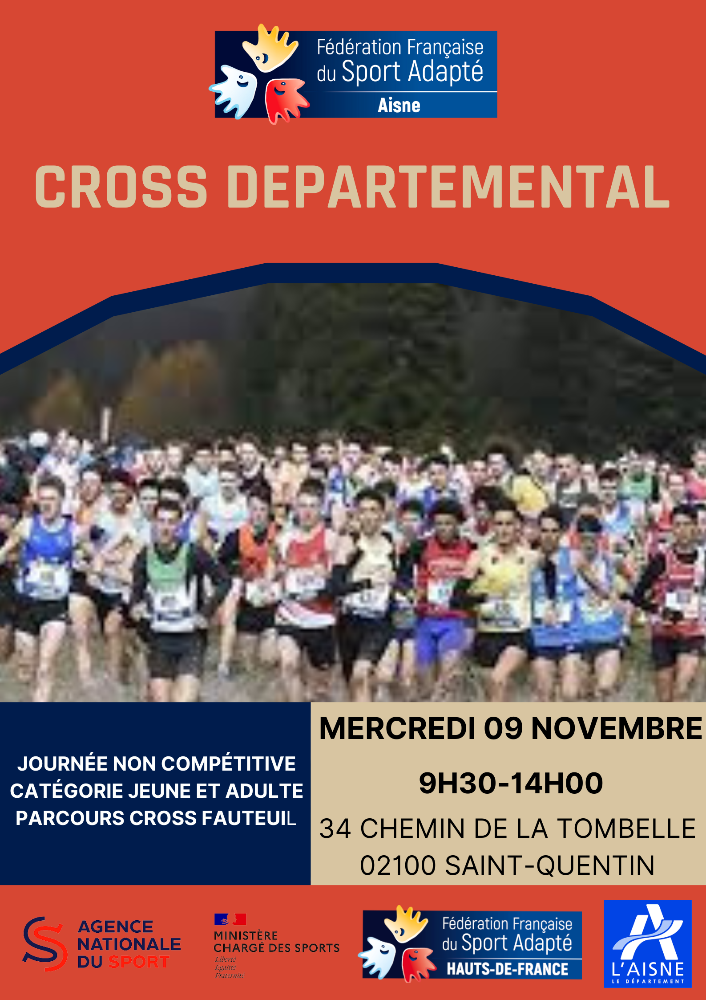 Fédération Française
du Sport Adapté
Aisne
CROSS DEPARTEMENTAL
JOURNÉE NON COMPÉTITIVE
CATÉGORIE JEUNE ET ADULTE
PARCOURS CROSS FAUTEUIL
MERCREDI 09 NOVEMBRE
9H30-14H00
34 CHEMIN DE LA TOMBELLE
02100 SAINT-QUENTIN
AGENCE
NATIONALE
DU SPORT
MINISTÈRE
CHARGÉ DES SPORTS
Liberté
Égalité
Fraternité
Fédération Française
du Sport Adapté
HAUTS-DE-FRANCE
L'AISNE
LE DÉPARTEMENT